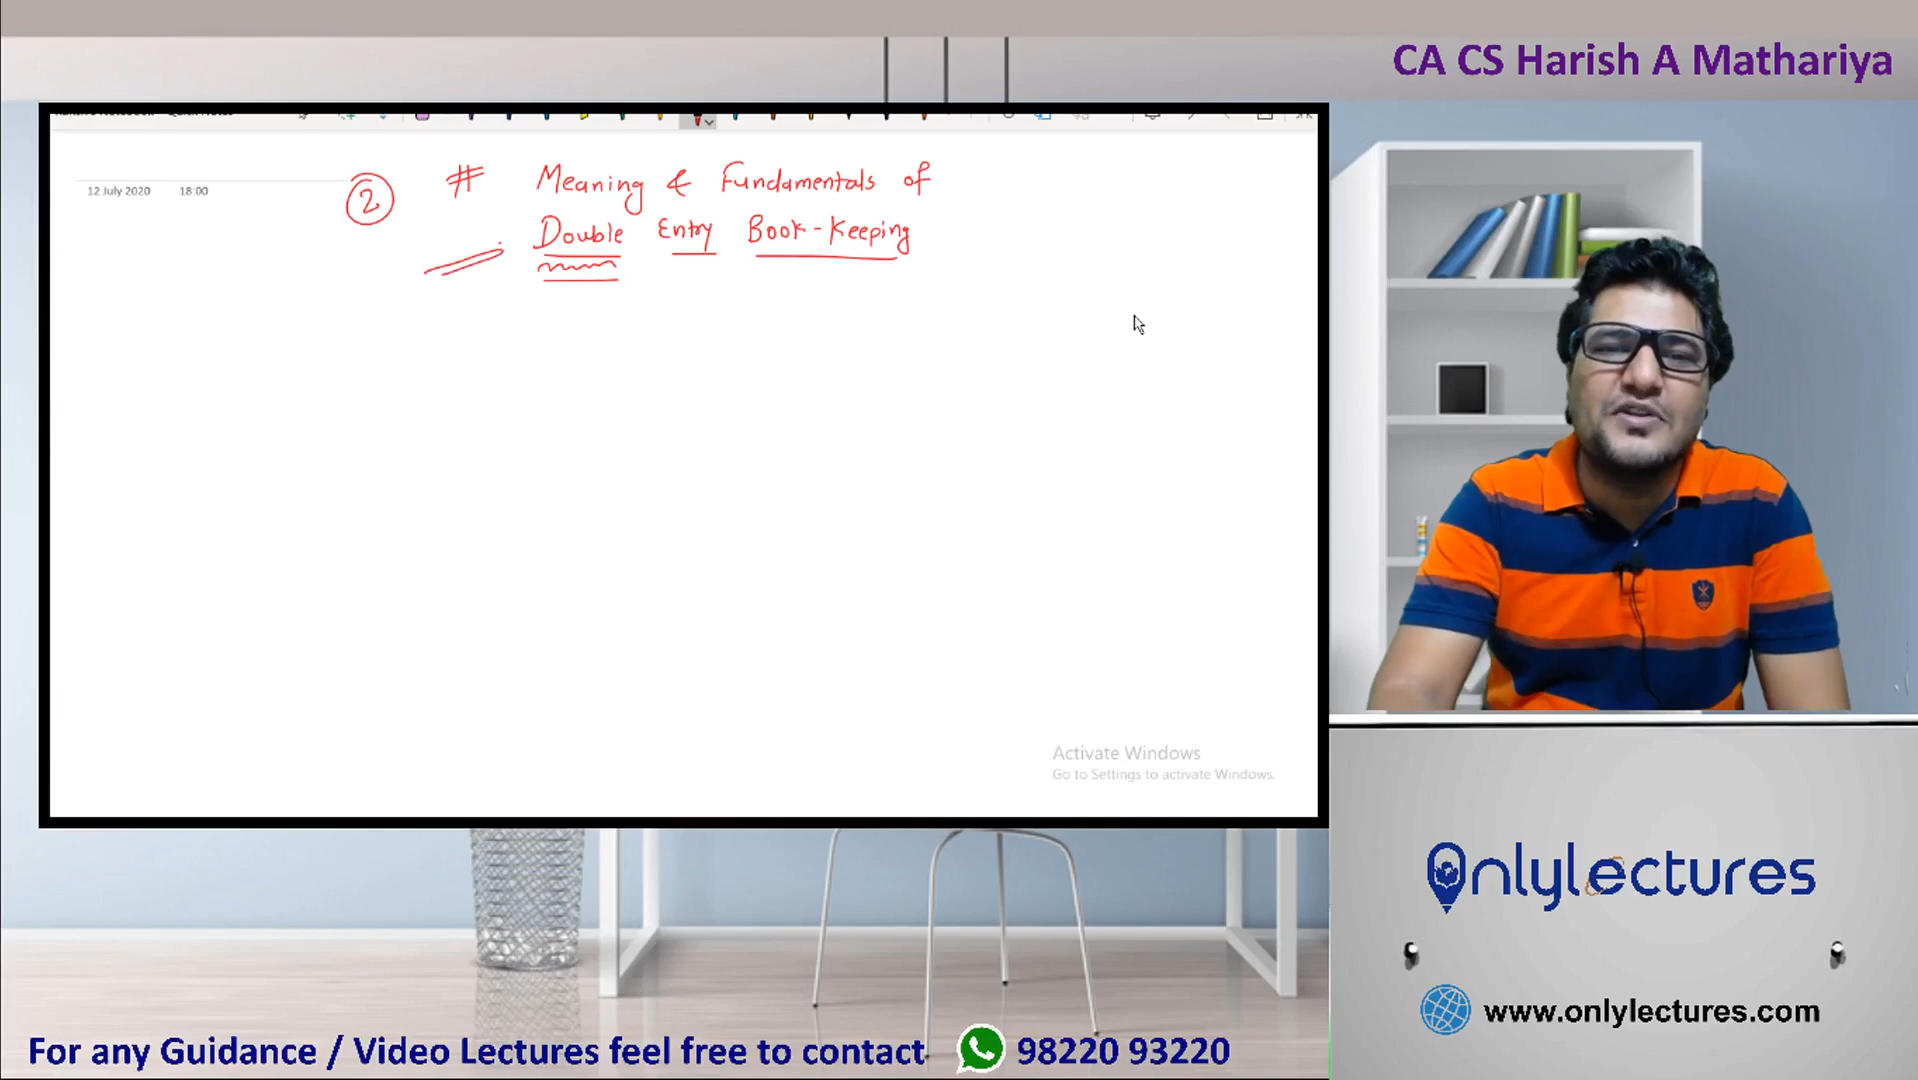 CA CS Harish A Mathariya
12 July 2020 18:00
② # Meaning & Fundamentals of
Double Entry Book-Keeping
Activate Windows
Go to Settings to activate Windows.
Onlylectures
www.onlylectures.com
For any Guidance / Video Lectures feel free to contact 98220 93220